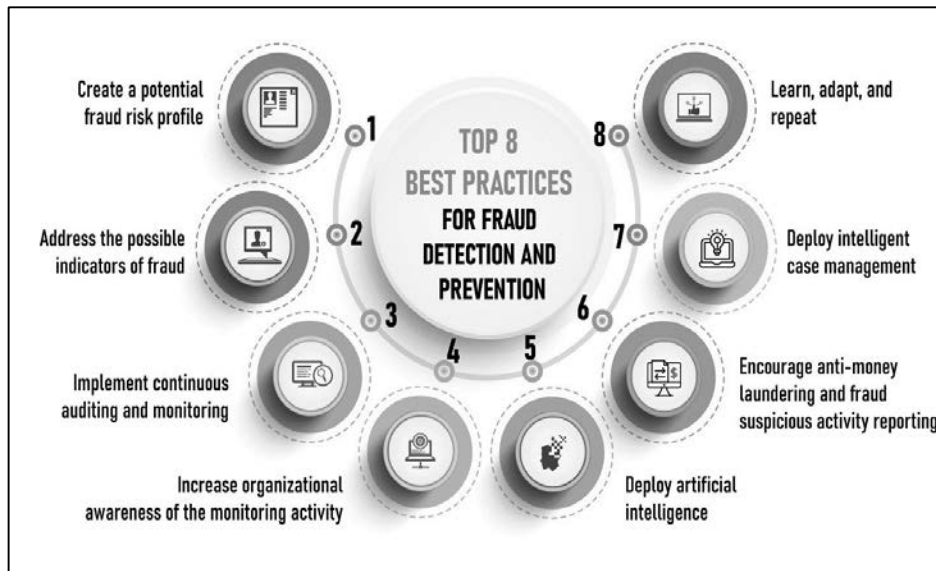 TOP 8
BEST PRACTICES
FOR FRAUD
DETECTION AND
PREVENTION
1
Create a potential
fraud risk profile
2
Address the possible
indicators of fraud
3
Implement continuous
auditing and monitoring
4
Increase organizational
awareness of the monitoring activity
5
Deploy artificial
intelligence
6
Encourage anti-money
laundering and fraud
suspicious activity reporting
7
Deploy intelligent
case management
8
Learn, adapt, and
repeat